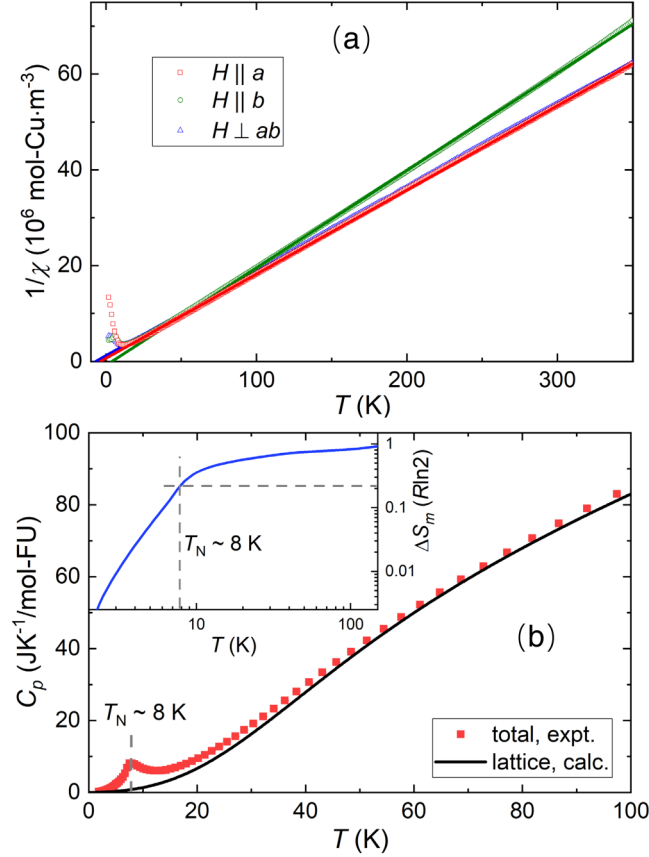 (a)
H || a
H || b
H ⊥ ab
60
40
20
0
1/χ (10⁶ mol-Cu·m⁻³)
0 100 200 300
T (K)
100
80
60
40
20
0
C_p (JK⁻¹/mol-FU)
1
0.1
0.01
ΔS_m (Rln2)
T_N ~ 8 K
10 100
T (K)
(b)
T_N ~ 8 K
total, expt.
lattice, calc.
0 20 40 60 80 100
T (K)